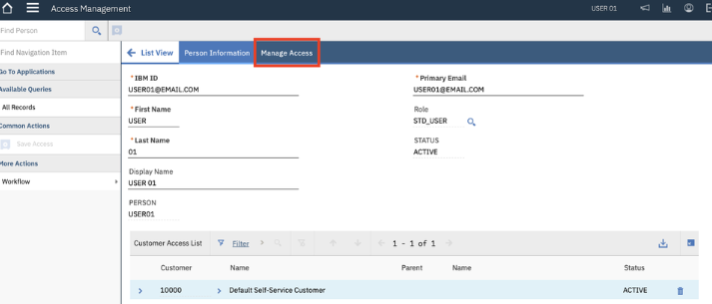 Access Management USER 01
Find Person
Find Navigation Item
Go To Applications
Available Queries
All Records
Common Actions
Save Access
More Actions
Workflow
List View Person Information Manage Access
*IBM ID
USER01@EMAIL.COM
*First Name
USER
*Last Name
01
Display Name
USER 01
PERSON
USER01
*Primary Email
USER01@EMAIL.COM
Role
STD_USER
STATUS
ACTIVE
Customer Access List Filter 1 - 1 of 1
Customer Name Parent Name Status
10000 Default Self-Service Customer ACTIVE